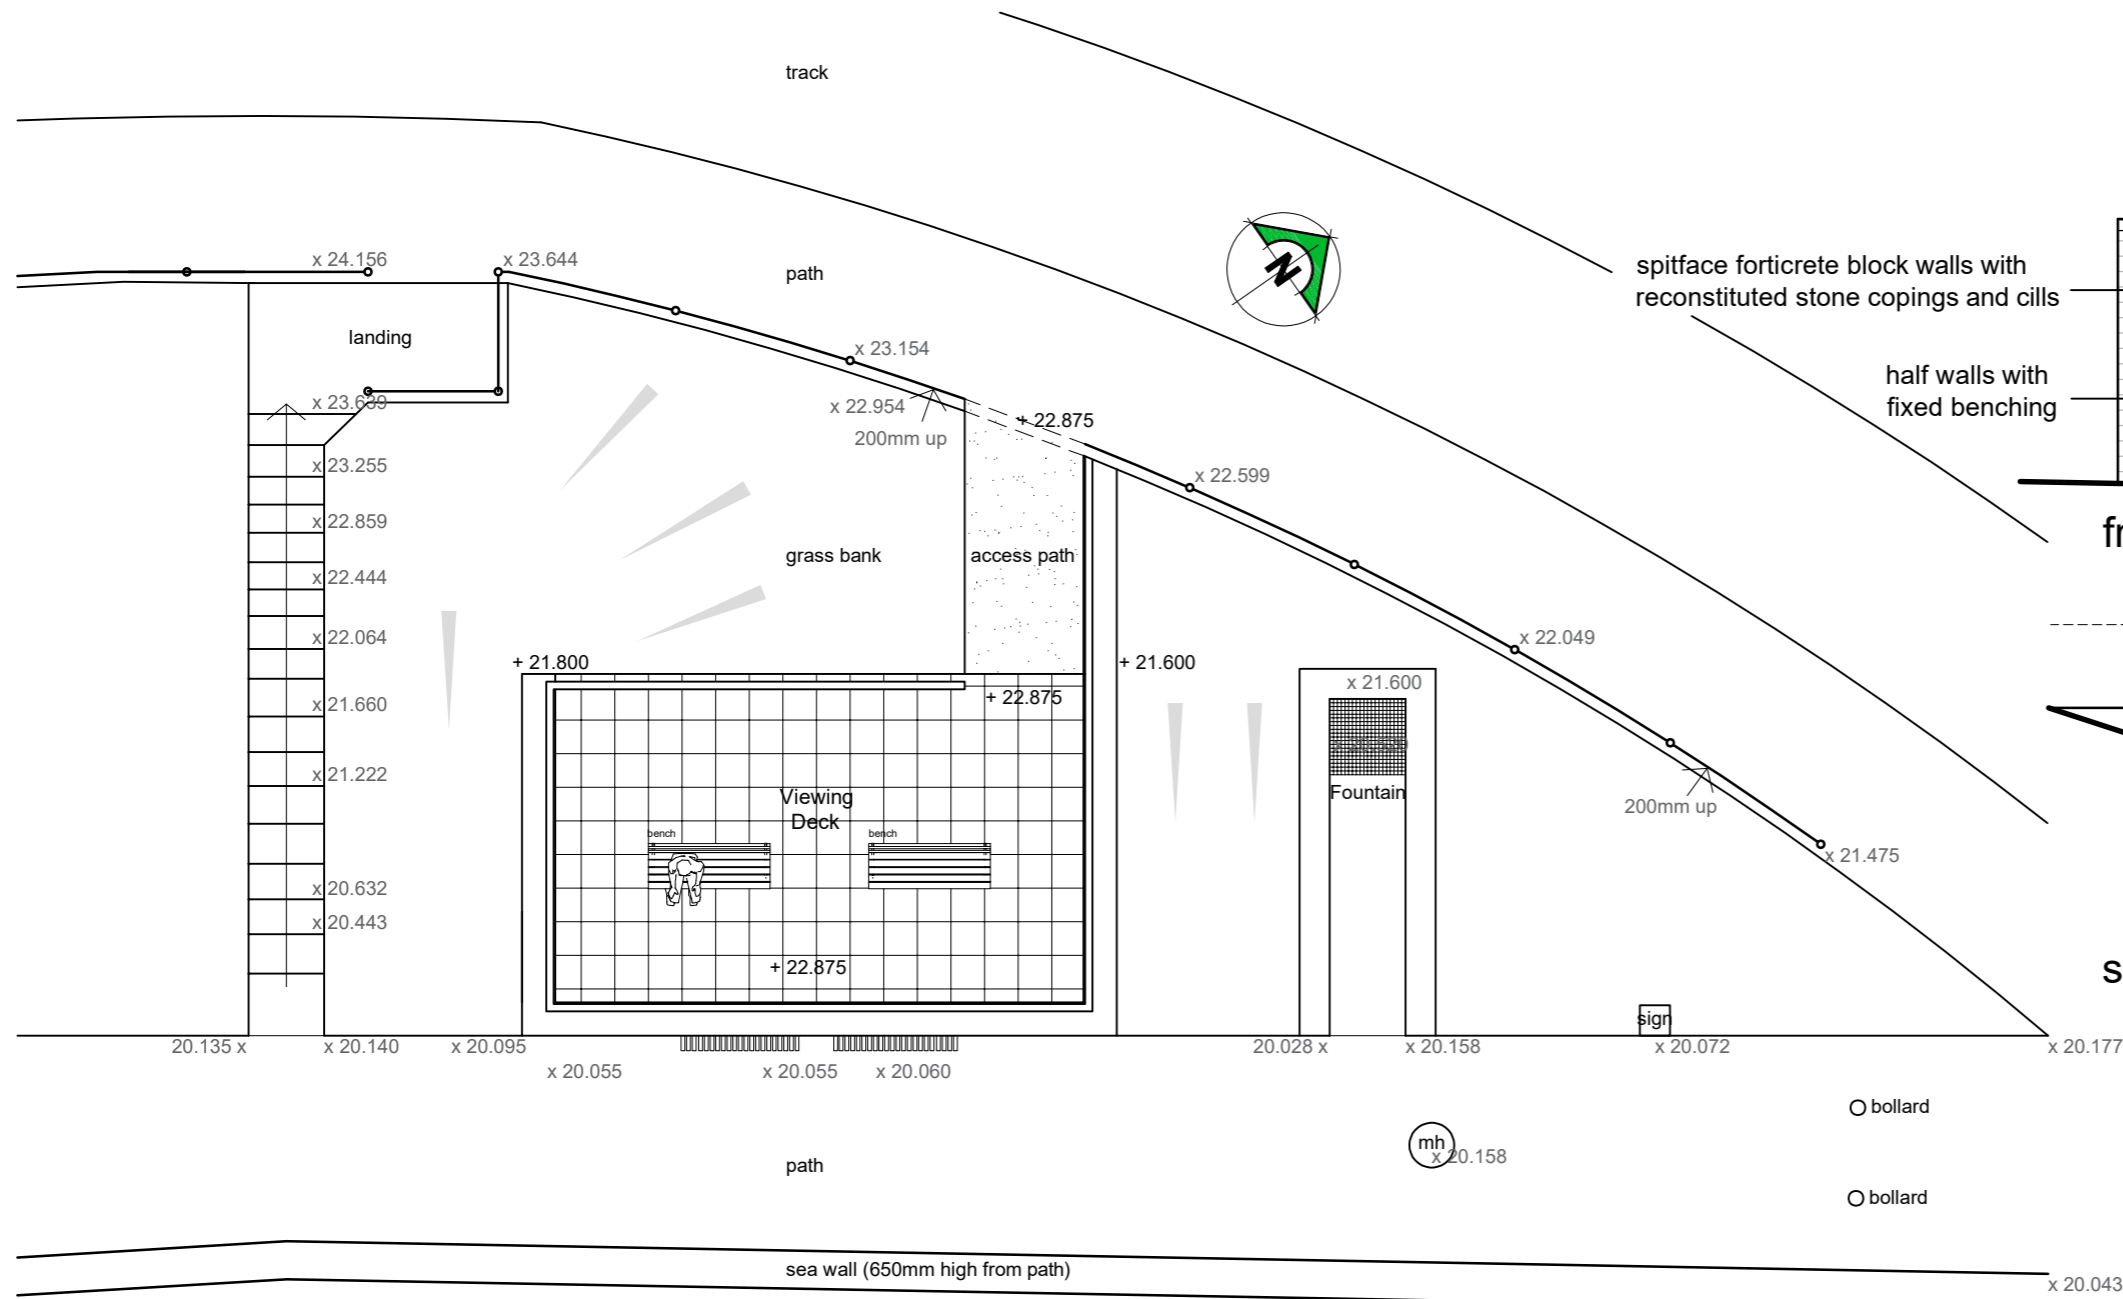 track
path
x 24.156
x 23.644
landing
x 23.639
x 23.154
x 22.954
200mm up
+ 22.875
x 22.599
N
spitface forticrete block walls with
reconstituted stone copings and cills
half walls with
fixed benching
fr
x 23.255
x 22.859
x 22.444
x 22.064
x 21.660
x 21.222
x 20.632
x 20.443
grass bank
access path
x 22.049
+ 21.800
+ 22.875
+ 21.600
x 21.600
Fountain
Viewing
Deck
bench
bench
+ 22.875
200mm up
x 21.475
s
sign
20.135 x
x 20.140
x 20.095
x 20.055
x 20.055
x 20.060
20.028 x
x 20.158
x 20.072
x 20.177
bollard
mh
x 20.158
path
bollard
sea wall (650mm high from path)
x 20.043